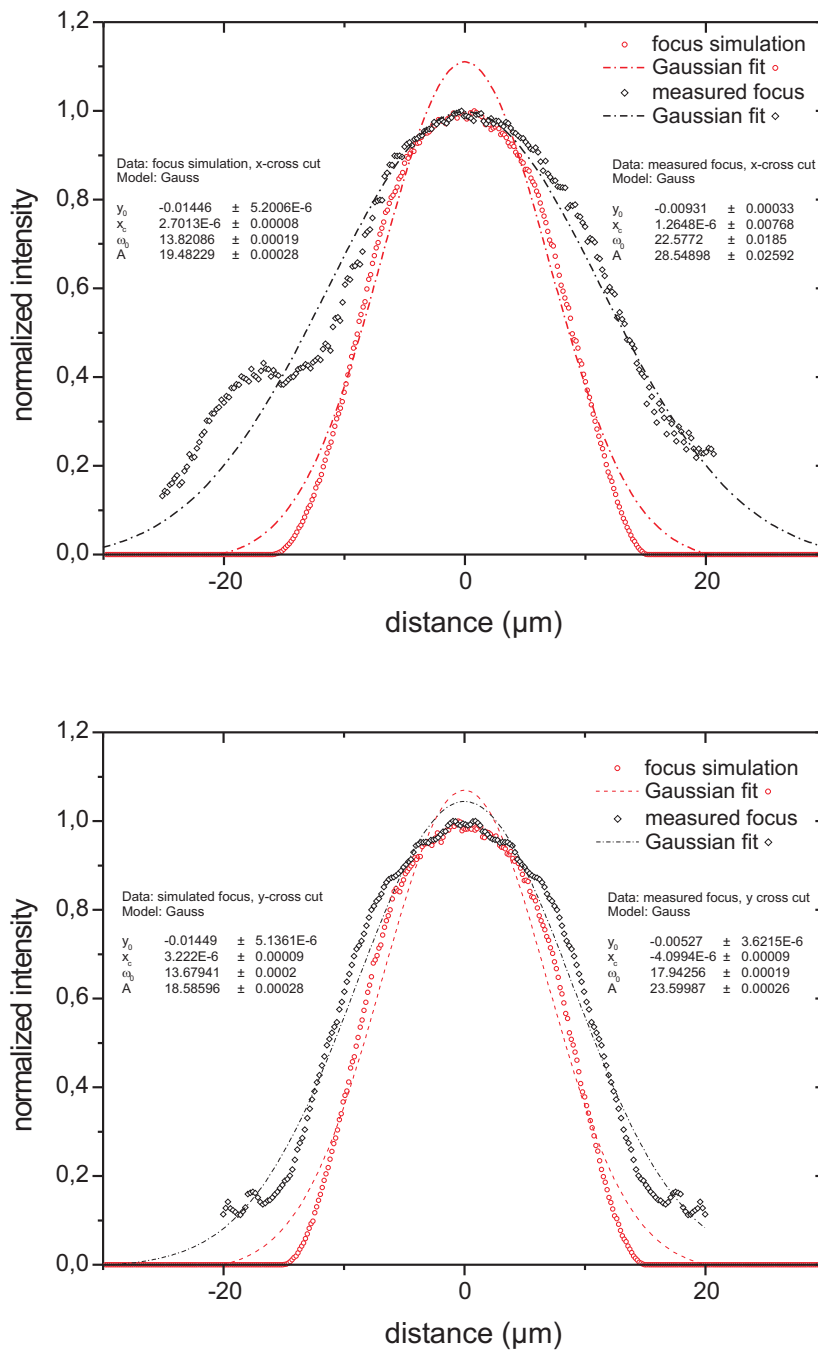 1,2
1,0
0,8
0,6
0,4
0,2
0,0
normalized intensity
focus simulation
Gaussian fit
measured focus
Gaussian fit
Data: focus simulation, x-cross cut
Model: Gauss
y0 -0.01446 ± 5.2006E-6
xc 2.7013E-6 ± 0.00008
ω0 13.82086 ± 0.00019
A 19.48229 ± 0.00028
Data: measured focus, x-cross cut
Model: Gauss
y0 -0.00931 ± 0.00033
xc 1.2648E-6 ± 0.00768
ω0 22.5772 ± 0.0185
A 28.54898 ± 0.02592
-20 0 20
distance (µm)
1,2
1,0
0,8
0,6
0,4
0,2
0,0
normalized intensity
focus simulation
Gaussian fit
measured focus
Gaussian fit
Data: simulated focus, y-cross cut
Model: Gauss
y0 -0.01449 ± 5.1361E-6
xc 3.222E-6 ± 0.00009
ω0 13.67941 ± 0.0002
A 18.58596 ± 0.00028
Data: measured focus, y cross cut
Model: Gauss
y0 -0.00527 ± 3.6215E-6
xc -4.0994E-6 ± 0.00009
ω0 17.94256 ± 0.00019
A 23.59987 ± 0.00026
-20 0 20
distance (µm)